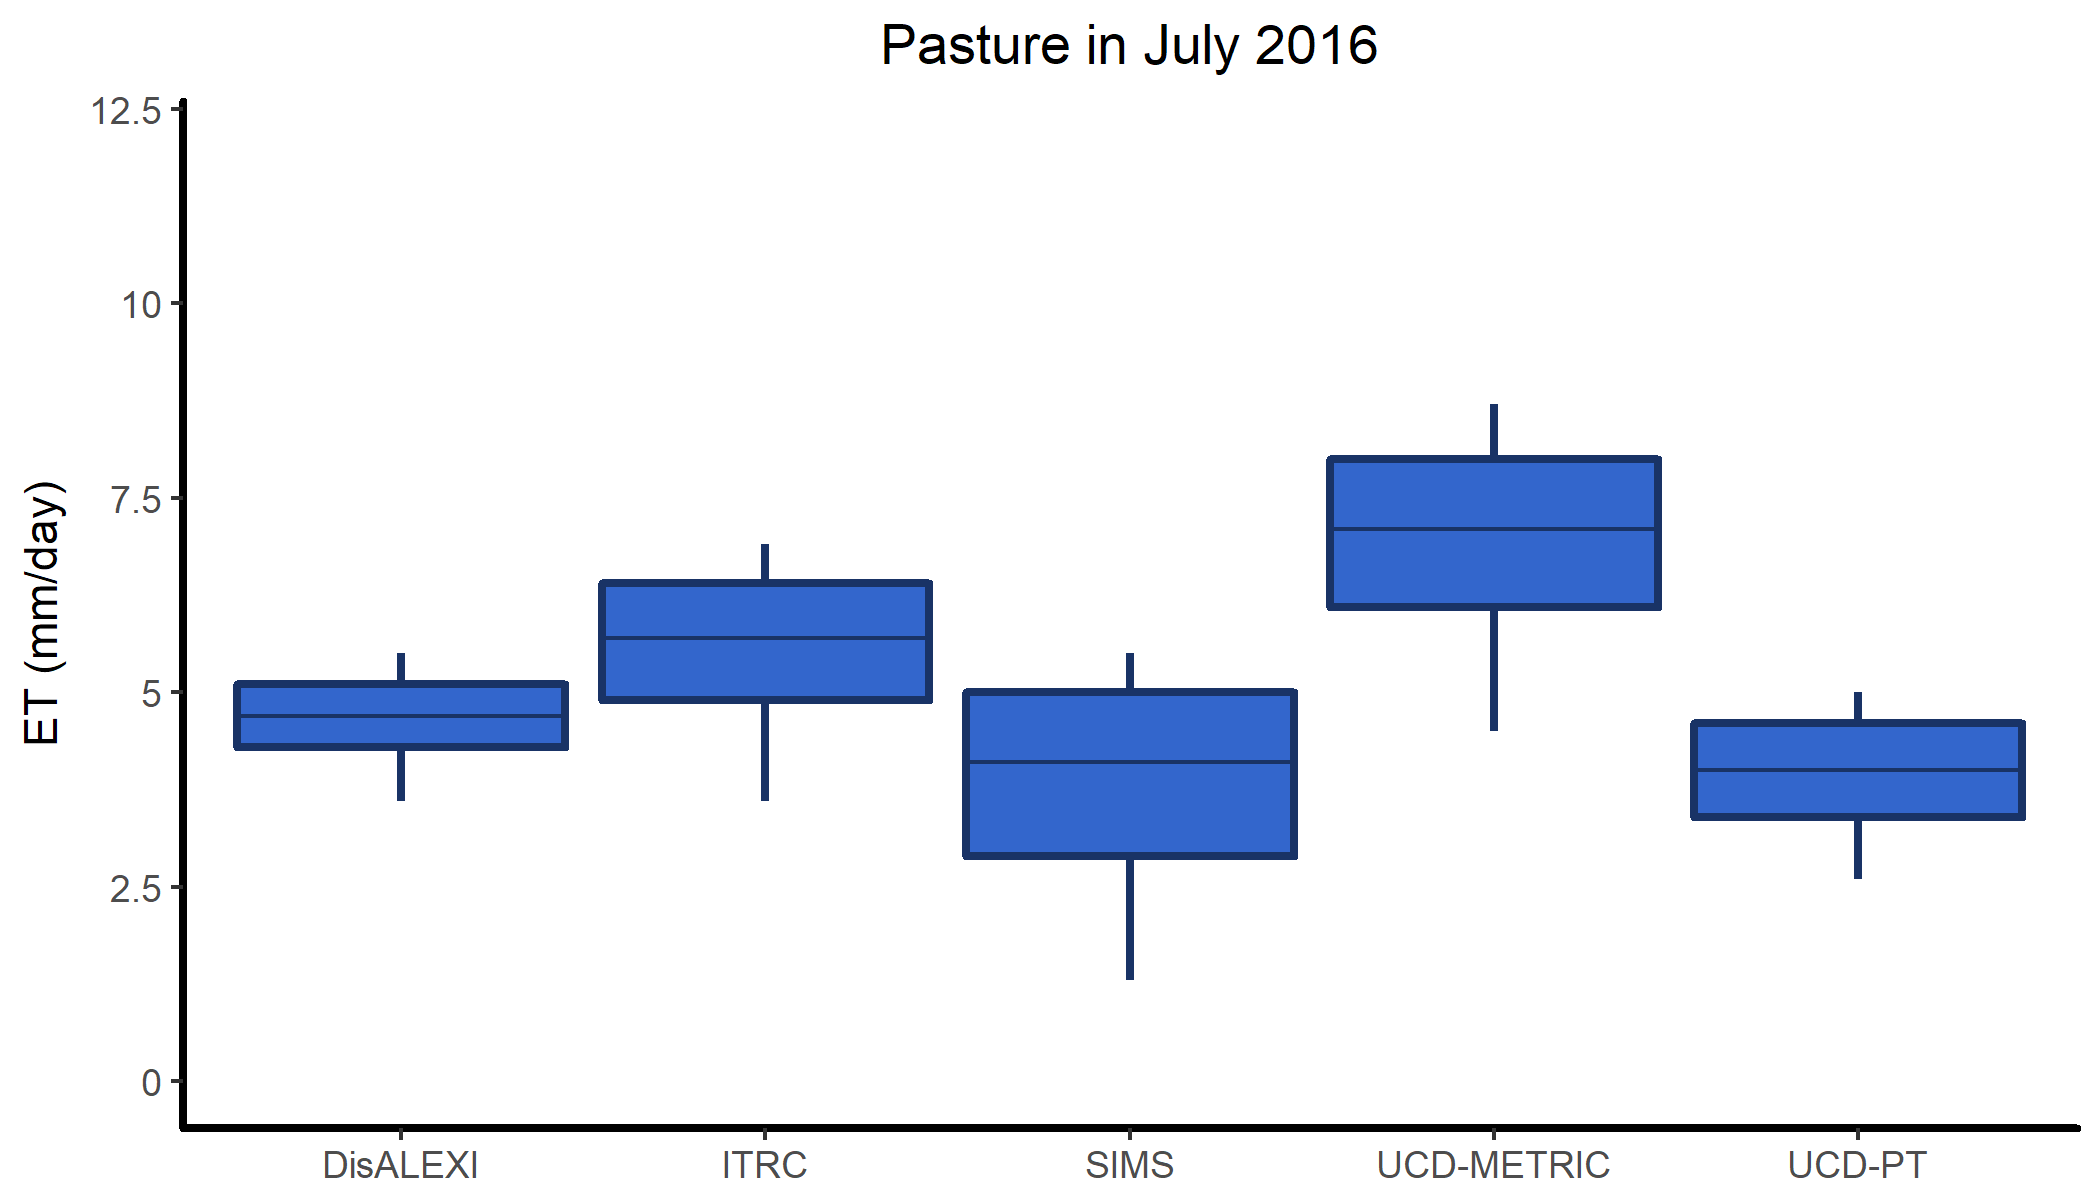 Pasture in July 2016
12.5
10
7.5
5
2.5
0
ET (mm/day)
DisALEXI ITRC SIMS UCD-METRIC UCD-PT